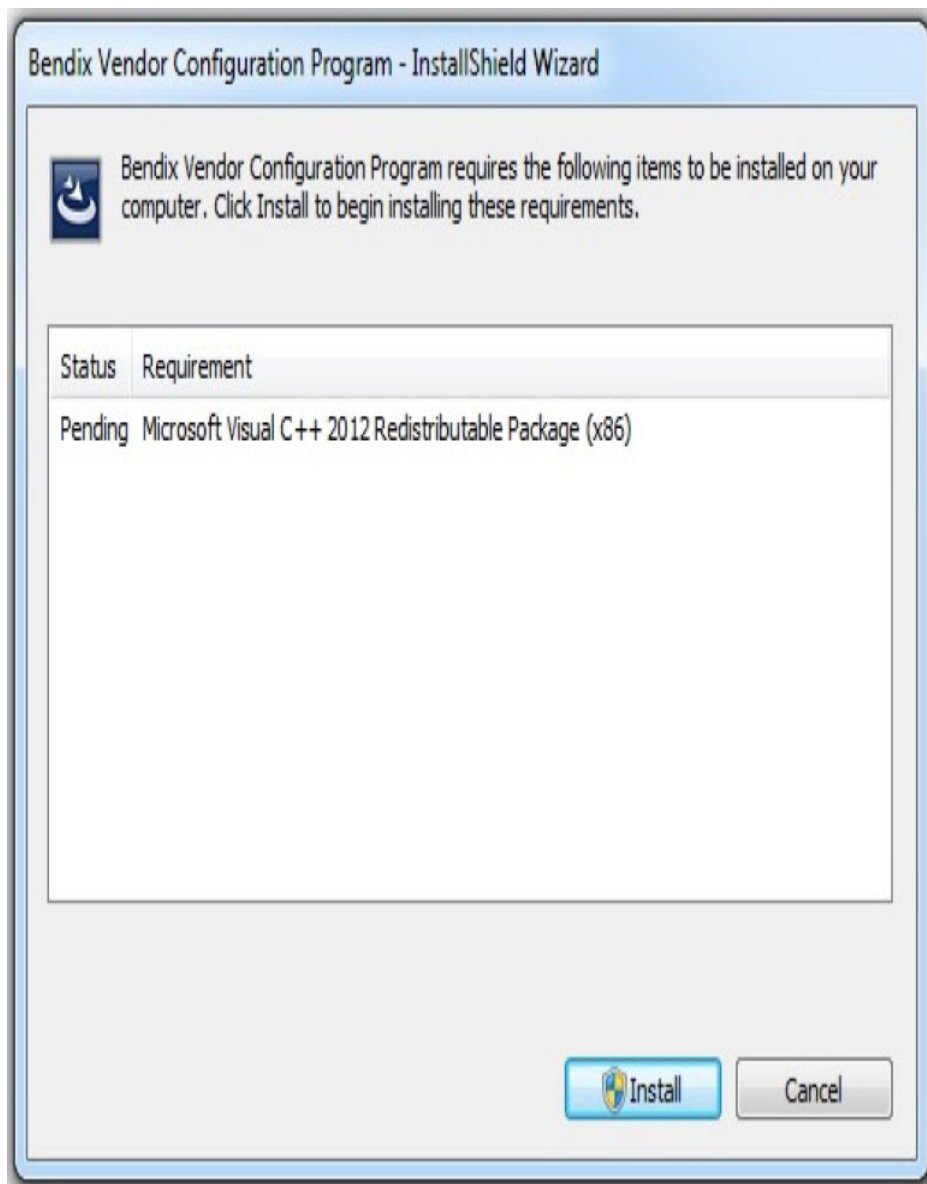 Bendix Vendor Configuration Program - InstallShield Wizard
Bendix Vendor Configuration Program requires the following items to be installed on your
computer. Click Install to begin installing these requirements.
Status Requirement
Pending Microsoft Visual C++ 2012 Redistributable Package (x86)
Install Cancel